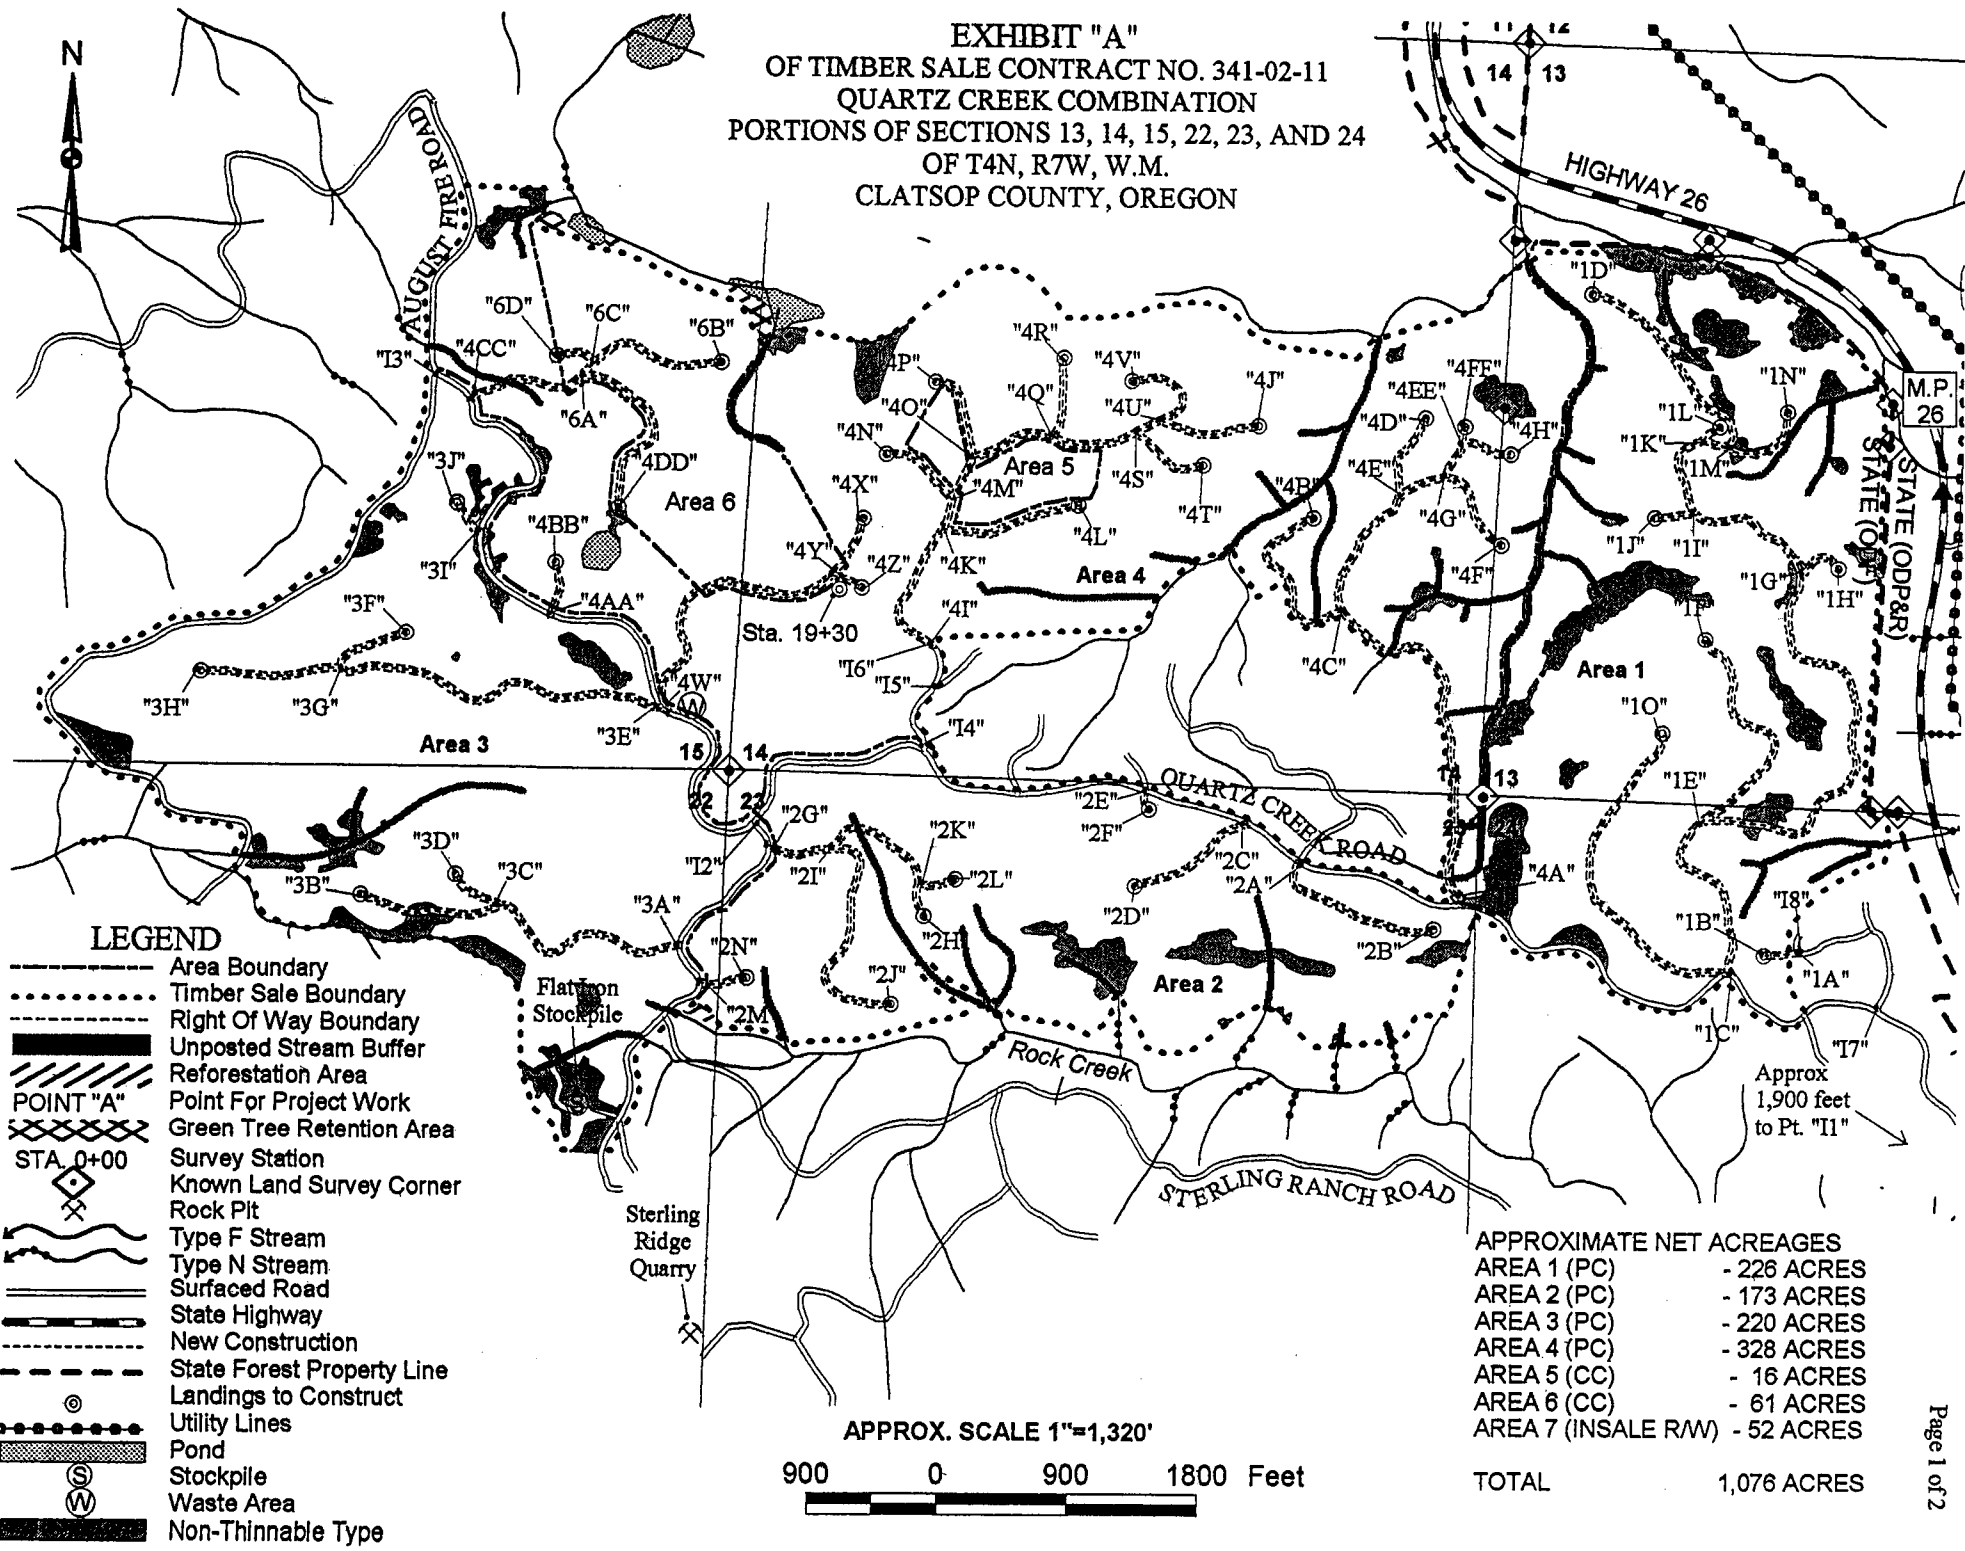 EXHIBIT "A"
OF TIMBER SALE CONTRACT NO. 341-02-11
QUARTZ CREEK COMBINATION
PORTIONS OF SECTIONS 13, 14, 15, 22, 23, AND 24
OF T4N, R7W, W.M.
CLATSOP COUNTY, OREGON
N
11 12
14 13
HIGHWAY 26
AUGUST FIRE ROAD
"1D"
"6D"
"6C"
"6B"
"4R"
"I3"
"4CC"
4P"
"4V"
"4FF"
"4J"
"4EE"
"1N"
M.P.
26
"6A"
"4O"
"4Q"
"4U"
"4D"
"1L"
"4N"
"4H"
"1K"
"3J"
"4DD"
Area 5
"4S"
"4E"
"1M"
STATE (ODF)
STATE (ODP&R)
Area 6
"4X"
"4M"
"4B"
"4BB"
"4L"
"4T"
"4G"
"1J"
"1I"
"3I"
"4Y"
"4Z"
"4K"
Area 4
"4F"
"1G"
"1H"
"3F"
"4AA"
"4I"
"1F"
Sta. 19+30
"I6"
"4C"
Area 1
"3H"
"3G"
"4W"
W
"I5"
"1O"
"3E"
"I4"
Area 3
15 14
22 23
14 13
23 24
QUARTZ CREEK ROAD
"2E"
"1E"
"2G"
"2F"
"3D"
"2K"
"3B"
"3C"
"I2"
"2I"
"2L"
"2C"
"2A"
"4A"
"3A"
"2D"
"I8"
"2N"
"2H"
"2B"
"1B"
"1A"
"2J"
Area 2
Flat Iron
Stockpile
S
"2M"
"1C"
"I7"
Rock Creek
Approx
1,900 feet
to Pt. "I1"
STERLING RANCH ROAD
Sterling
Ridge
Quarry
LEGEND
Area Boundary
Timber Sale Boundary
Right Of Way Boundary
Unposted Stream Buffer
Reforestation Area
POINT "A" Point For Project Work
Green Tree Retention Area
STA. 0+00 Survey Station
Known Land Survey Corner
Rock Pit
Type F Stream
Type N Stream
Surfaced Road
State Highway
New Construction
State Forest Property Line
Landings to Construct
Utility Lines
Pond
S Stockpile
W Waste Area
Non-Thinnable Type
APPROX. SCALE 1"=1,320'
900 0 900 1800 Feet
APPROXIMATE NET ACREAGES
AREA 1 (PC) - 226 ACRES
AREA 2 (PC) - 173 ACRES
AREA 3 (PC) - 220 ACRES
AREA 4 (PC) - 328 ACRES
AREA 5 (CC) - 16 ACRES
AREA 6 (CC) - 61 ACRES
AREA 7 (INSALE R/W) - 52 ACRES
TOTAL 1,076 ACRES
Page 1 of 2